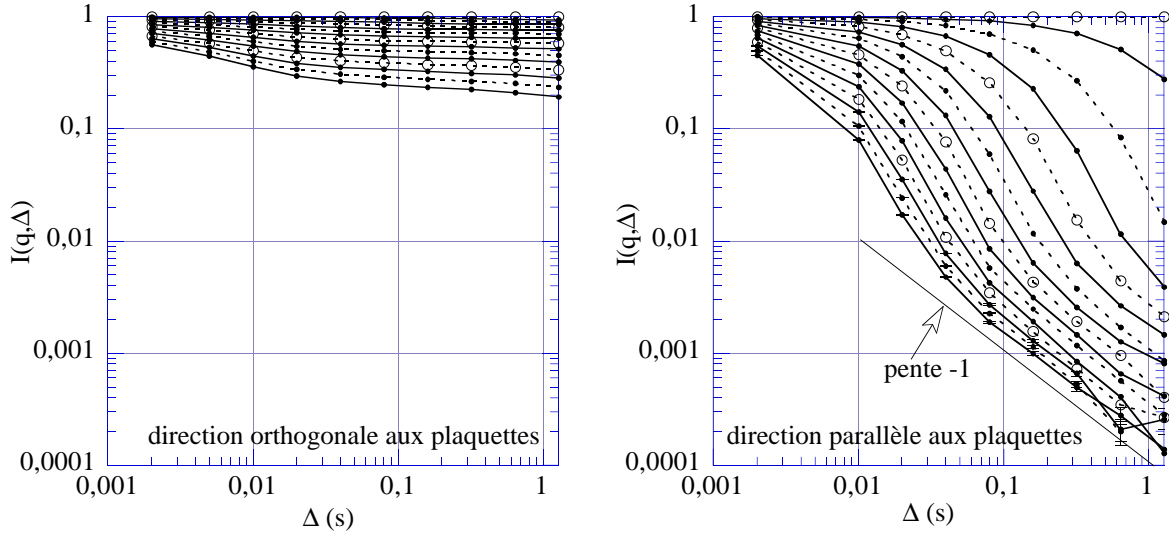 1
0,1
0,01
0,001
0,0001
I(q,Δ)
direction orthogonale aux plaquettes
0,001
0,01
0,1
1
Δ (s)
1
0,1
0,01
0,001
0,0001
I(q,Δ)
pente -1
direction parallèle aux plaquettes
0,001
0,01
0,1
1
Δ (s)